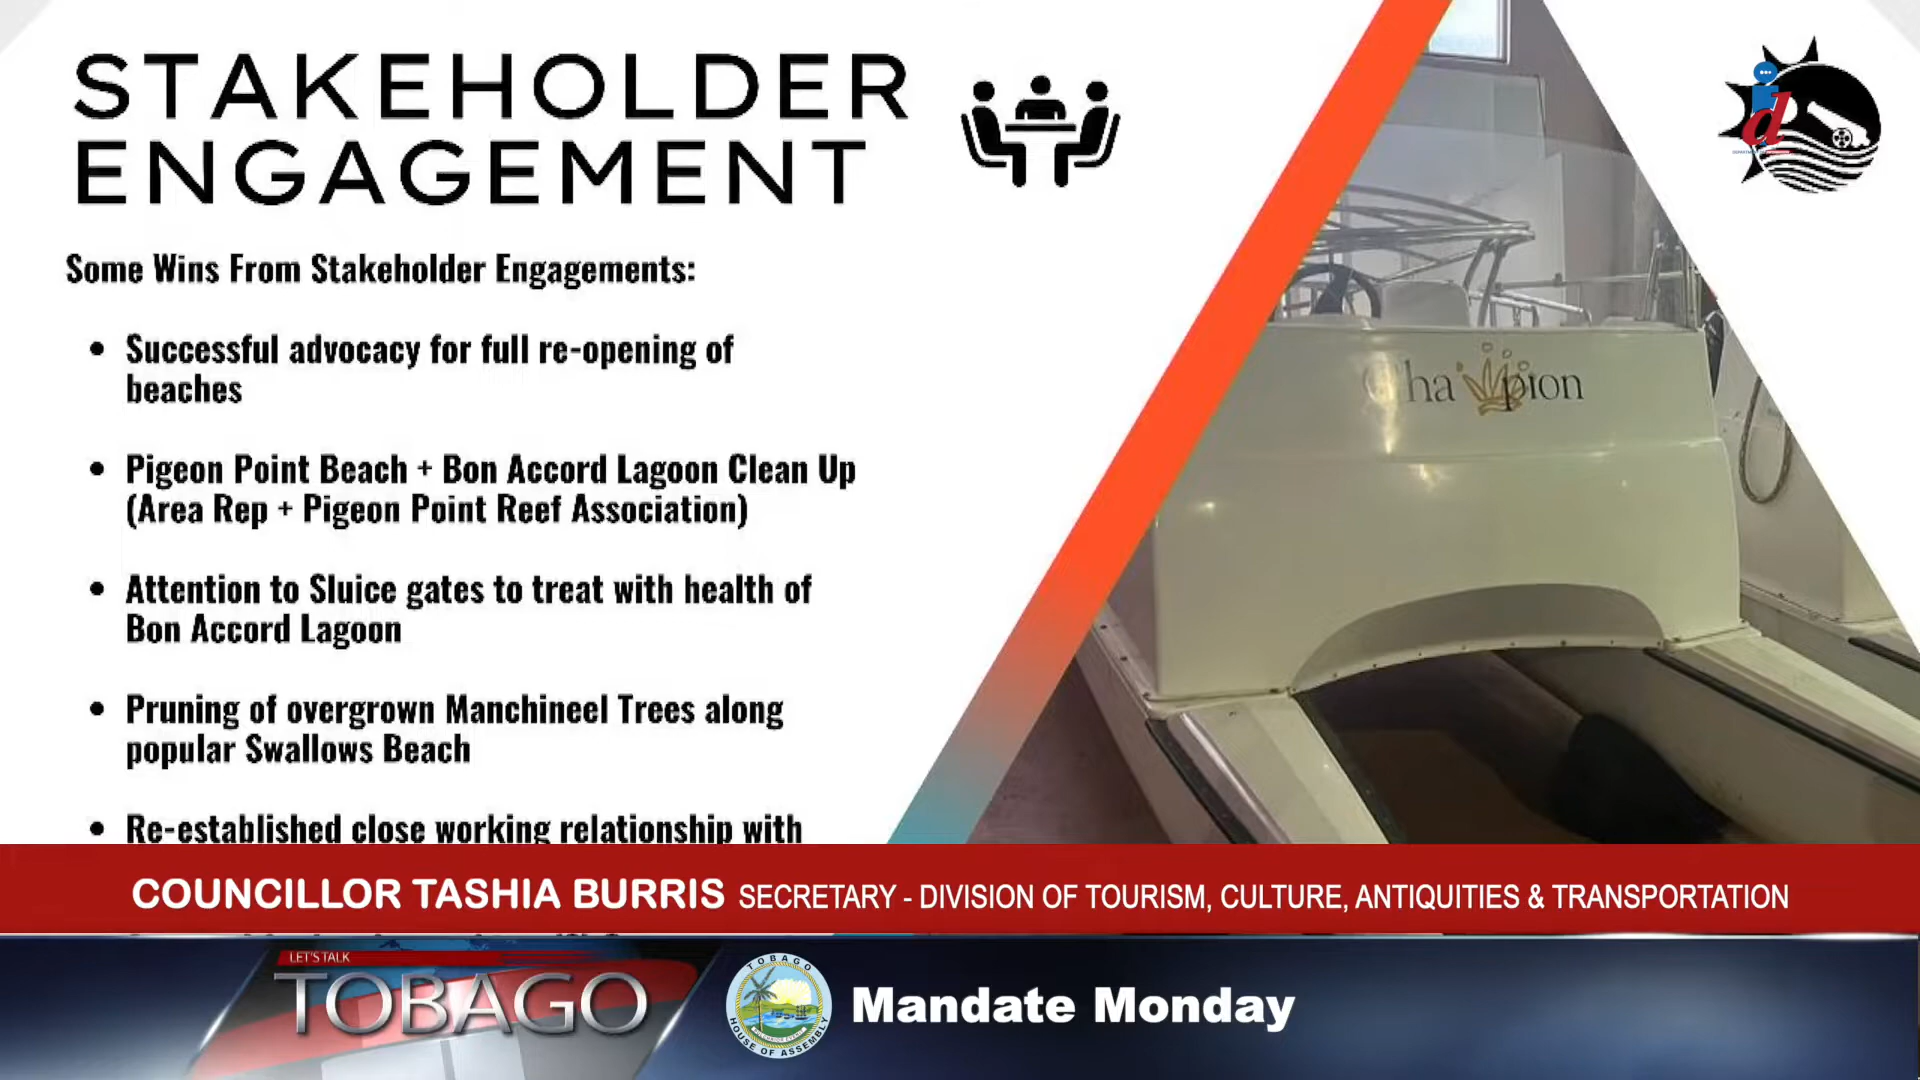 STAKEHOLDER
ENGAGEMENT
Some Wins From Stakeholder Engagements:
• Successful advocacy for full re-opening of
beaches
• Pigeon Point Beach + Bon Accord Lagoon Clean Up
(Area Rep + Pigeon Point Reef Association)
• Attention to Sluice gates to treat with health of
Bon Accord Lagoon
• Pruning of overgrown Manchineel Trees along
popular Swallows Beach
• Re-established close working relationship with
d
Champion
COUNCILLOR TASHIA BURRIS SECRETARY - DIVISION OF TOURISM, CULTURE, ANTIQUITIES & TRANSPORTATION
LET'S TALK
TOBAGO
TOBAGO
HOUSE OF ASSEMBLY
Mandate Monday